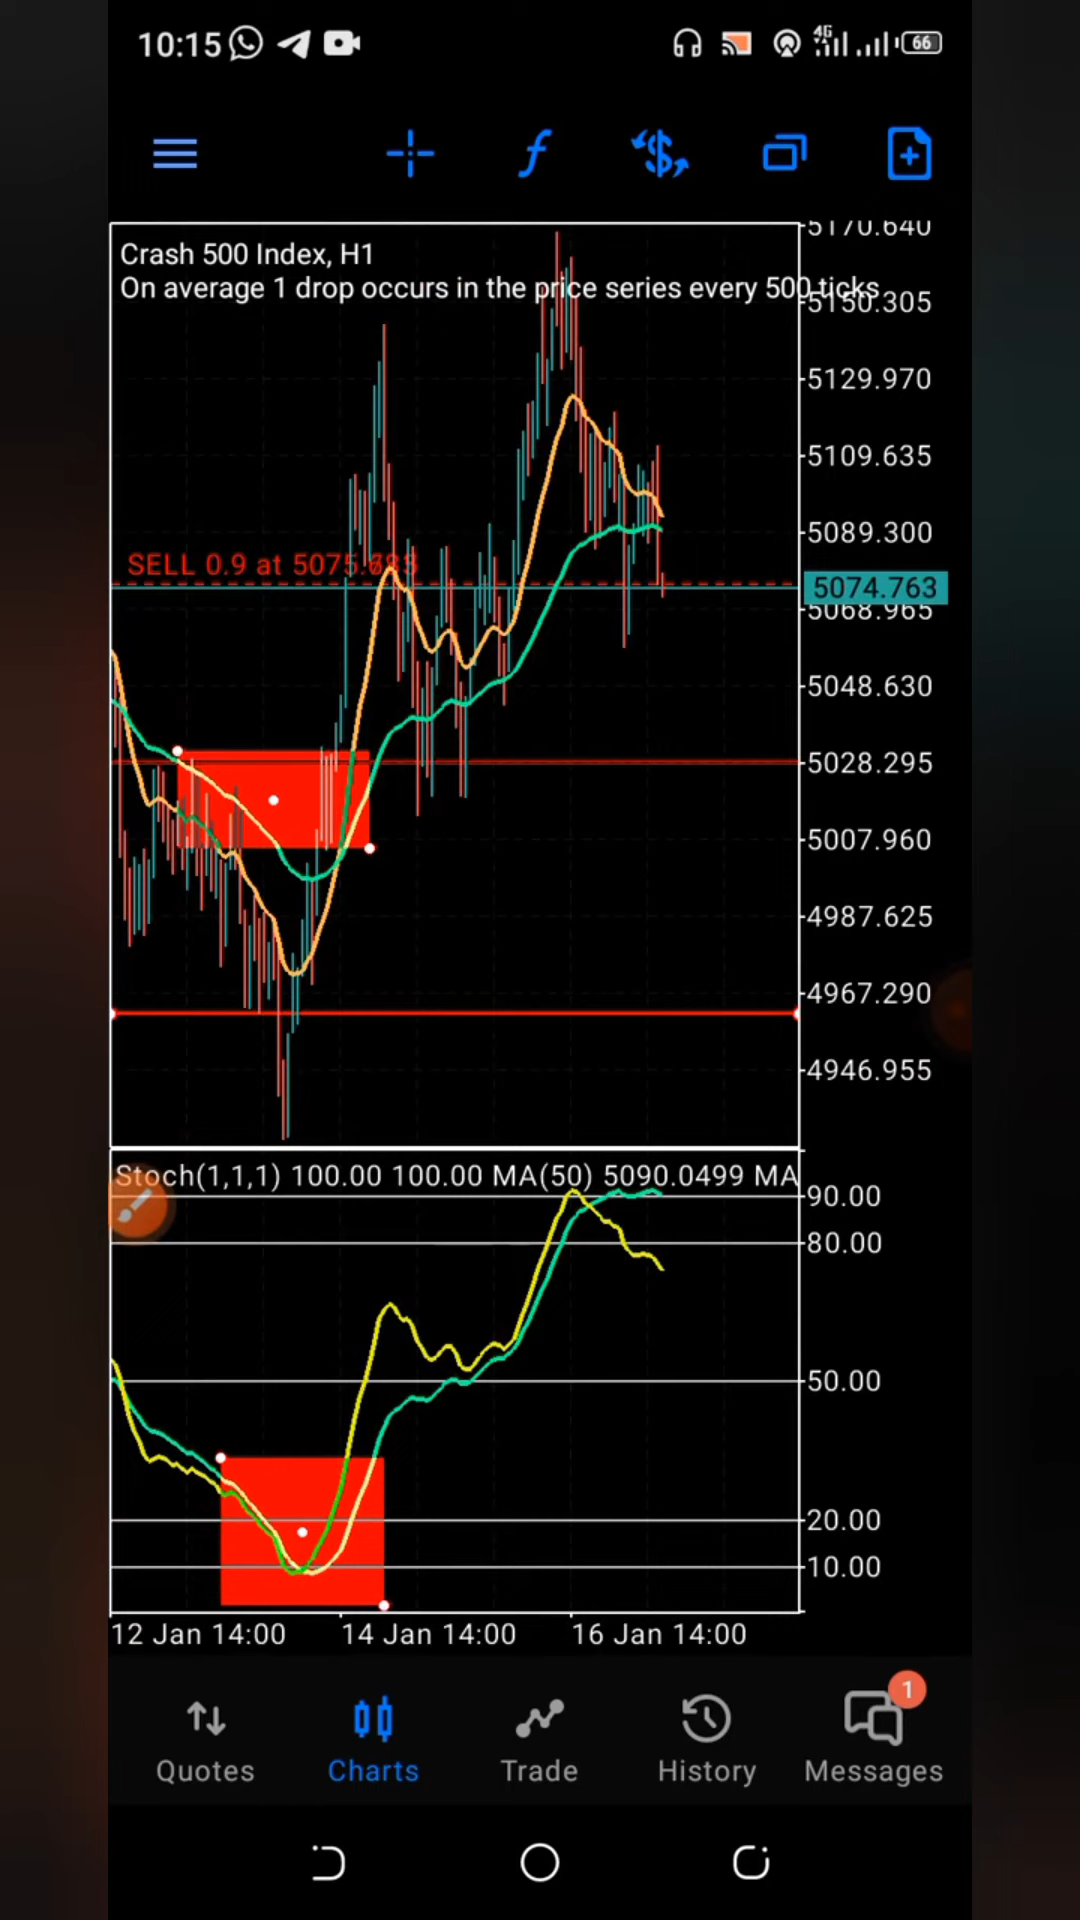 10:15
4G
66
5170.640
Crash 500 Index, H1
On average 1 drop occurs in the price series every 500 ticks
5150.305
5129.970
5109.635
5089.300
SELL 0.9 at
5074.763
5068.965
5048.630
5028.295
5007.960
4987.625
4967.290
4946.955
Stoch(1,1,1) 100.00 100.00 MA(50) 5090.0499 MA
90.00
80.00
50.00
20.00
10.00
12 Jan 14:00
14 Jan 14:00
16 Jan 14:00
1
Quotes
Charts
Trade
History
Messages